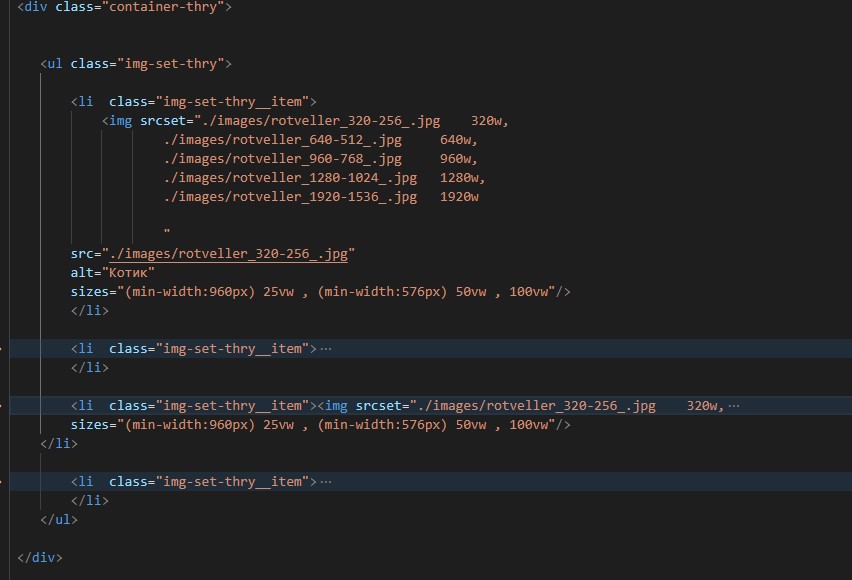 <div class="container-thry">
<ul class="img-set-thry">
<li  class="img-set-thry__item">
<img srcset="./images/rotveller_320-256_.jpg    320w,
./images/rotveller_640-512_.jpg     640w,
./images/rotveller_960-768_.jpg     960w,
./images/rotveller_1280-1024_.jpg   1280w,
./images/rotveller_1920-1536_.jpg   1920w
"
src="./images/rotveller_320-256_.jpg"
alt="Котик"
sizes="(min-width:960px) 25vw , (min-width:576px) 50vw , 100vw"/>
</li>
<li  class="img-set-thry__item">…
</li>
<li  class="img-set-thry__item"><img srcset="./images/rotveller_320-256_.jpg    320w,…
sizes="(min-width:960px) 25vw , (min-width:576px) 50vw , 100vw"/>
</li>
<li  class="img-set-thry__item">…
</li>
</ul>
</div>